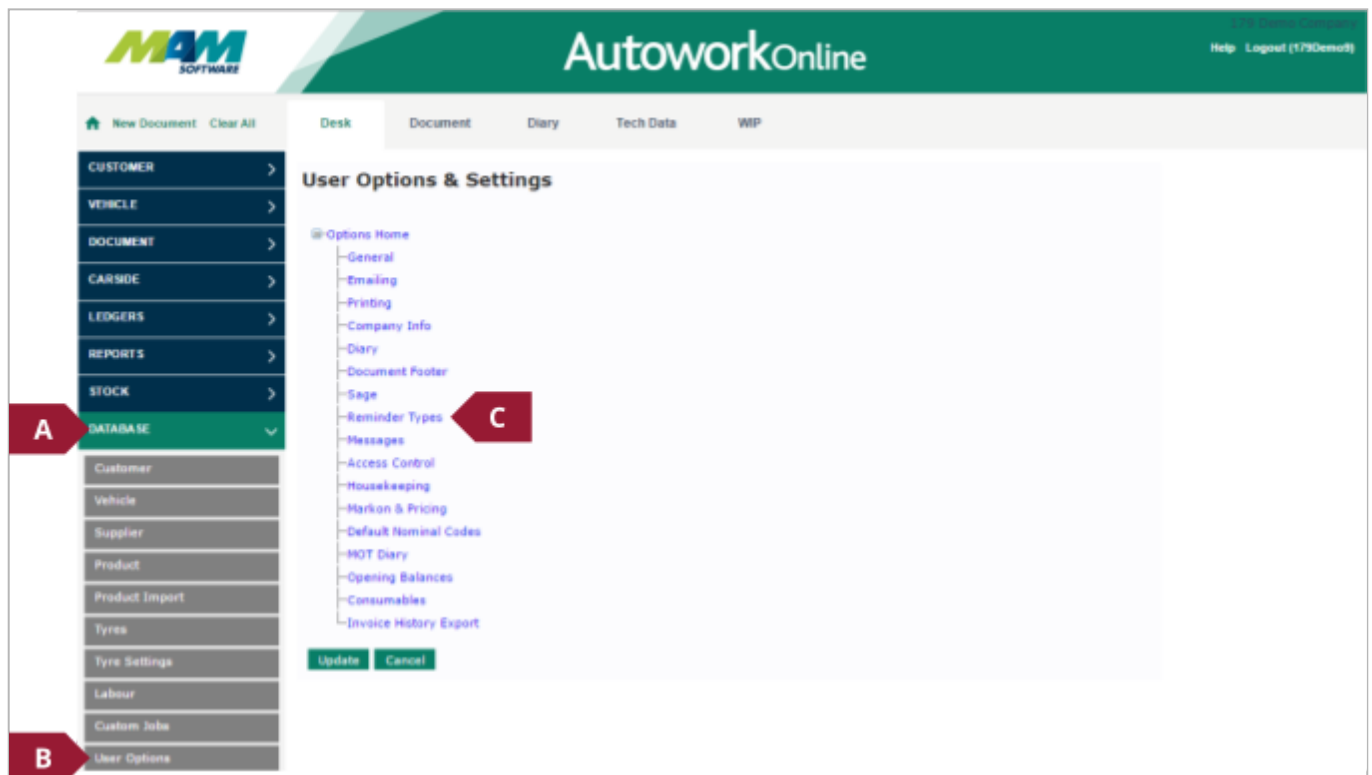 MAM
SOFTWARE
AutoworkOnline
179 Demo Company
Help Logout (179Demo9)
New Document Clear All
Desk Document Diary Tech Data WIP
CUSTOMER
VEHICLE
DOCUMENT
CARSIDE
LEDGERS
REPORTS
STOCK
A
DATABASE
Customer
Vehicle
Supplier
Product
Product Import
Tyres
Tyre Settings
Labour
Custom Jobs
B
User Options
User Options & Settings
Options Home
General
Emailing
Printing
Company Info
Diary
Document Footer
Sage
Reminder Types
C
Messages
Access Control
Housekeeping
Markon & Pricing
Default Nominal Codes
MOT Diary
Opening Balances
Consumables
Invoice History Export
Update Cancel